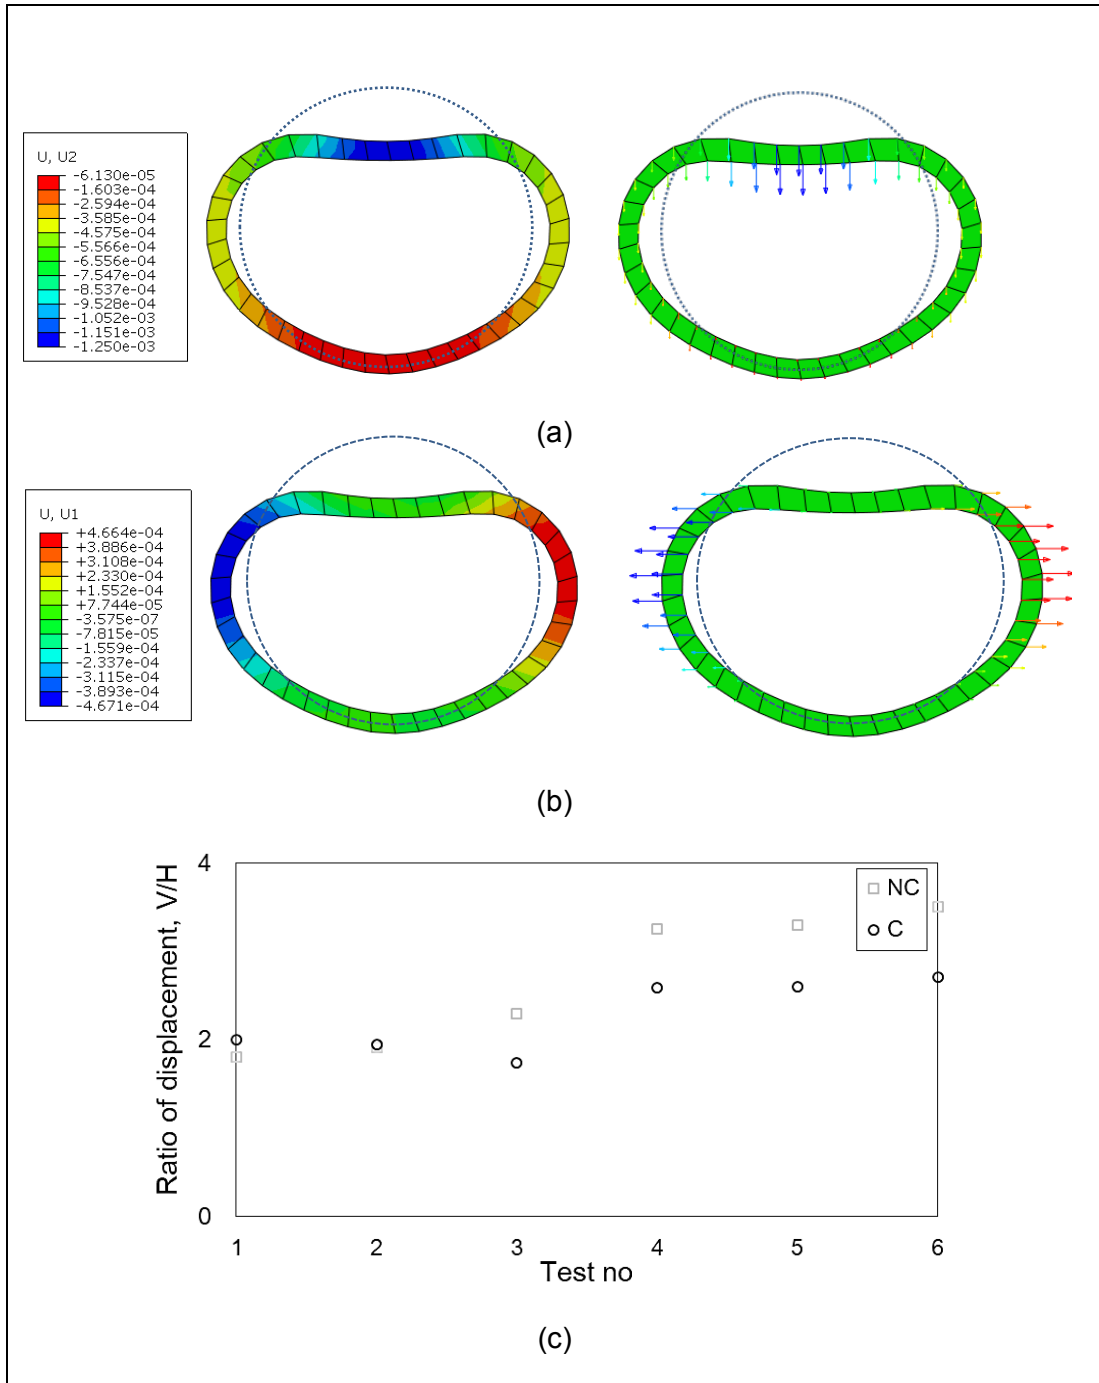 U, U2
-6.130e-05
-1.603e-04
-2.594e-04
-3.585e-04
-4.575e-04
-5.566e-04
-6.556e-04
-7.547e-04
-8.537e-04
-9.528e-04
-1.052e-03
-1.151e-03
-1.250e-03
(a)
U, U1
+4.664e-04
+3.886e-04
+3.108e-04
+2.330e-04
+1.552e-04
+7.744e-05
-3.575e-07
-7.815e-05
-1.559e-04
-2.337e-04
-3.115e-04
-3.893e-04
-4.671e-04
(b)
Ratio of displacement, V/H
4
2
0
NC
C
1 2 3 4 5 6
Test no
(c)